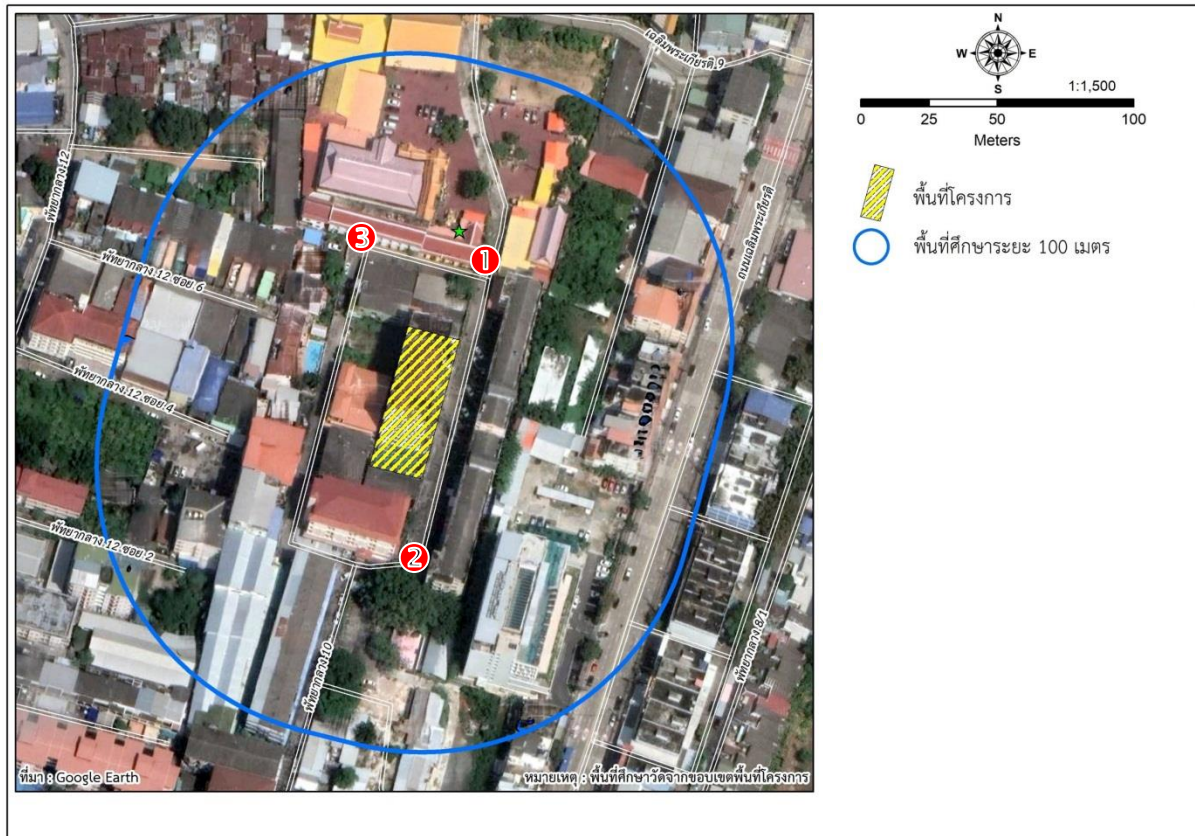 เฉลิมพระเกียรติ 9
N
W E
S
1:1,500
0 25 50 100
Meters
พื้นที่โครงการ
พื้นที่ศึกษาระยะ 100 เมตร
พัทยากลาง 12
ถนนเฉลิมพระเกียรติ
3
1
พัทยากลาง 12 ซอย 6
พัทยากลาง 12 ซอย 4
พัทยากลาง 12 ซอย 2
2
พัทยากลาง 10
พัทยากลาง 8/1
ที่มา : Google Earth
หมายเหตุ : พื้นที่ศึกษาวัดจากขอบเขตพื้นที่โครงการ